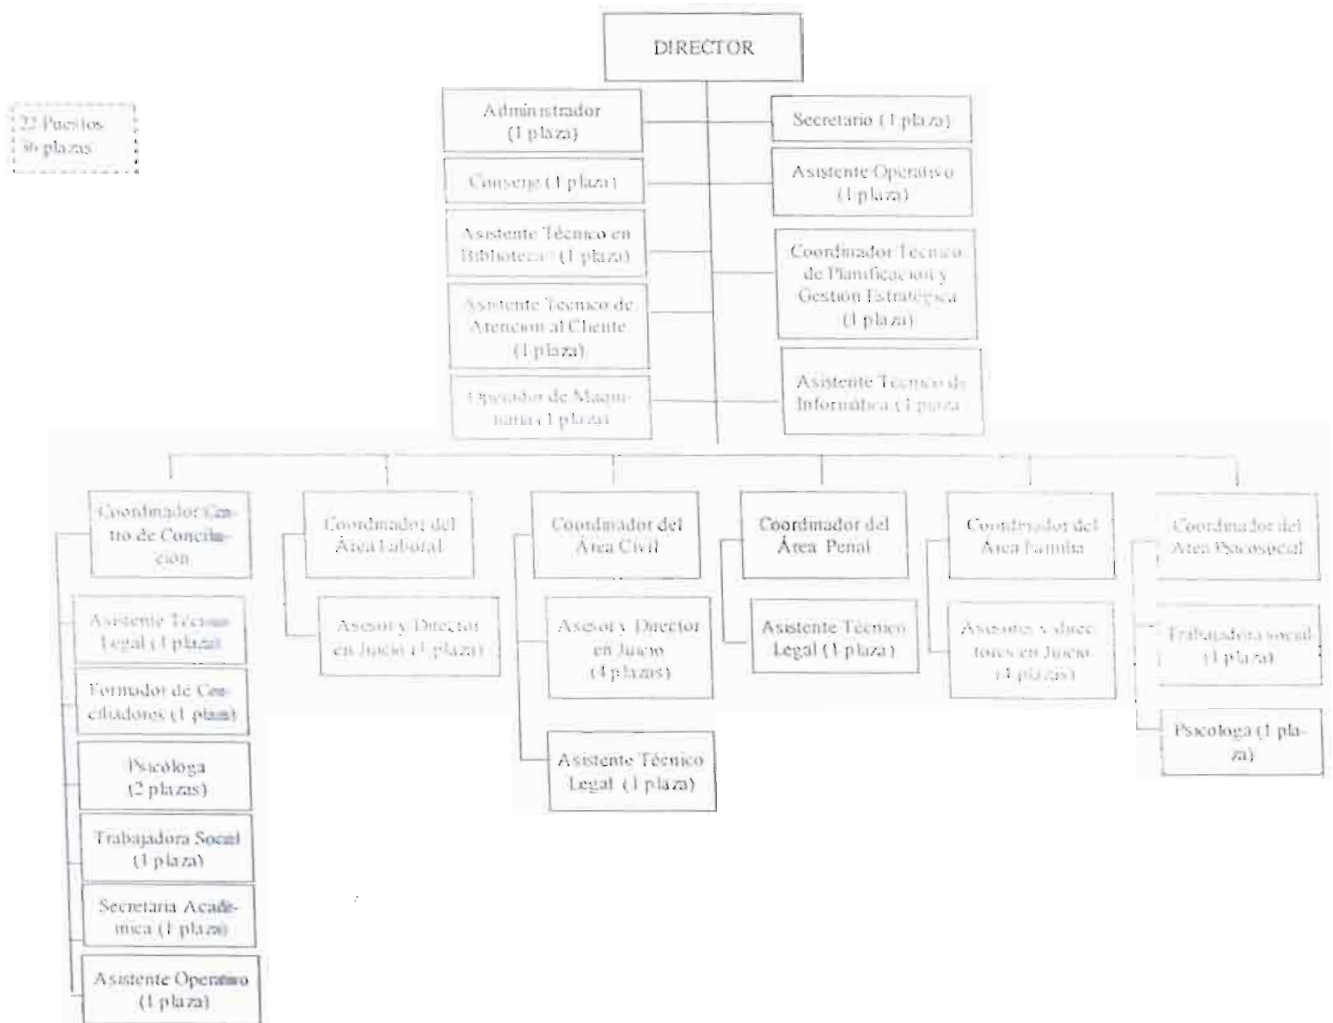 DIRECTOR
22 Puestos
36 plazas
Administrador
(1 plaza)
Secretario (1 plaza)
Conserje (1 plaza)
Asistente Operativo
(1 plaza)
Asistente Técnico en
Biblioteca (1 plaza)
Coordinador Técnico
de Planificación y
Gestión Estratégica
(1 plaza)
Asistente Tecnico de
Atencion al Cliente
(1 plaza)
Operador de Maqui-
naria (1 plazas)
Asistente Tecnico de
Informática (1 plaza
Coordinador Cen-
tro de Concilia-
ción
Asistente Técnico
Legal (1 plaza)
Formador de Con-
ciliadores (1 plaza)
Psicóloga
(2 plazas)
Trabajadora Social
(1 plaza)
Secretaria Acadé-
mica (1 plaza)
Asistente Operativo
(1 plaza)
Coordinador del
Área Laboral
Asesor y Director
en Juicio (1 plaza)
Coordinador del
Área Civil
Asesor y Director
en Juicio
(4 plazas)
Asistente Técnico
Legal (1 plaza)
Coordinador del
Área Penal
Asistente Técnico
Legal (1 plaza)
Coordinador del
Área Familia
Asesores y direc-
tores en Juicio
(4 plazas)
Coordinador del
Área Psicosocial
Trabajadora social
(1 plaza)
Psicologa (1 pla-
za)